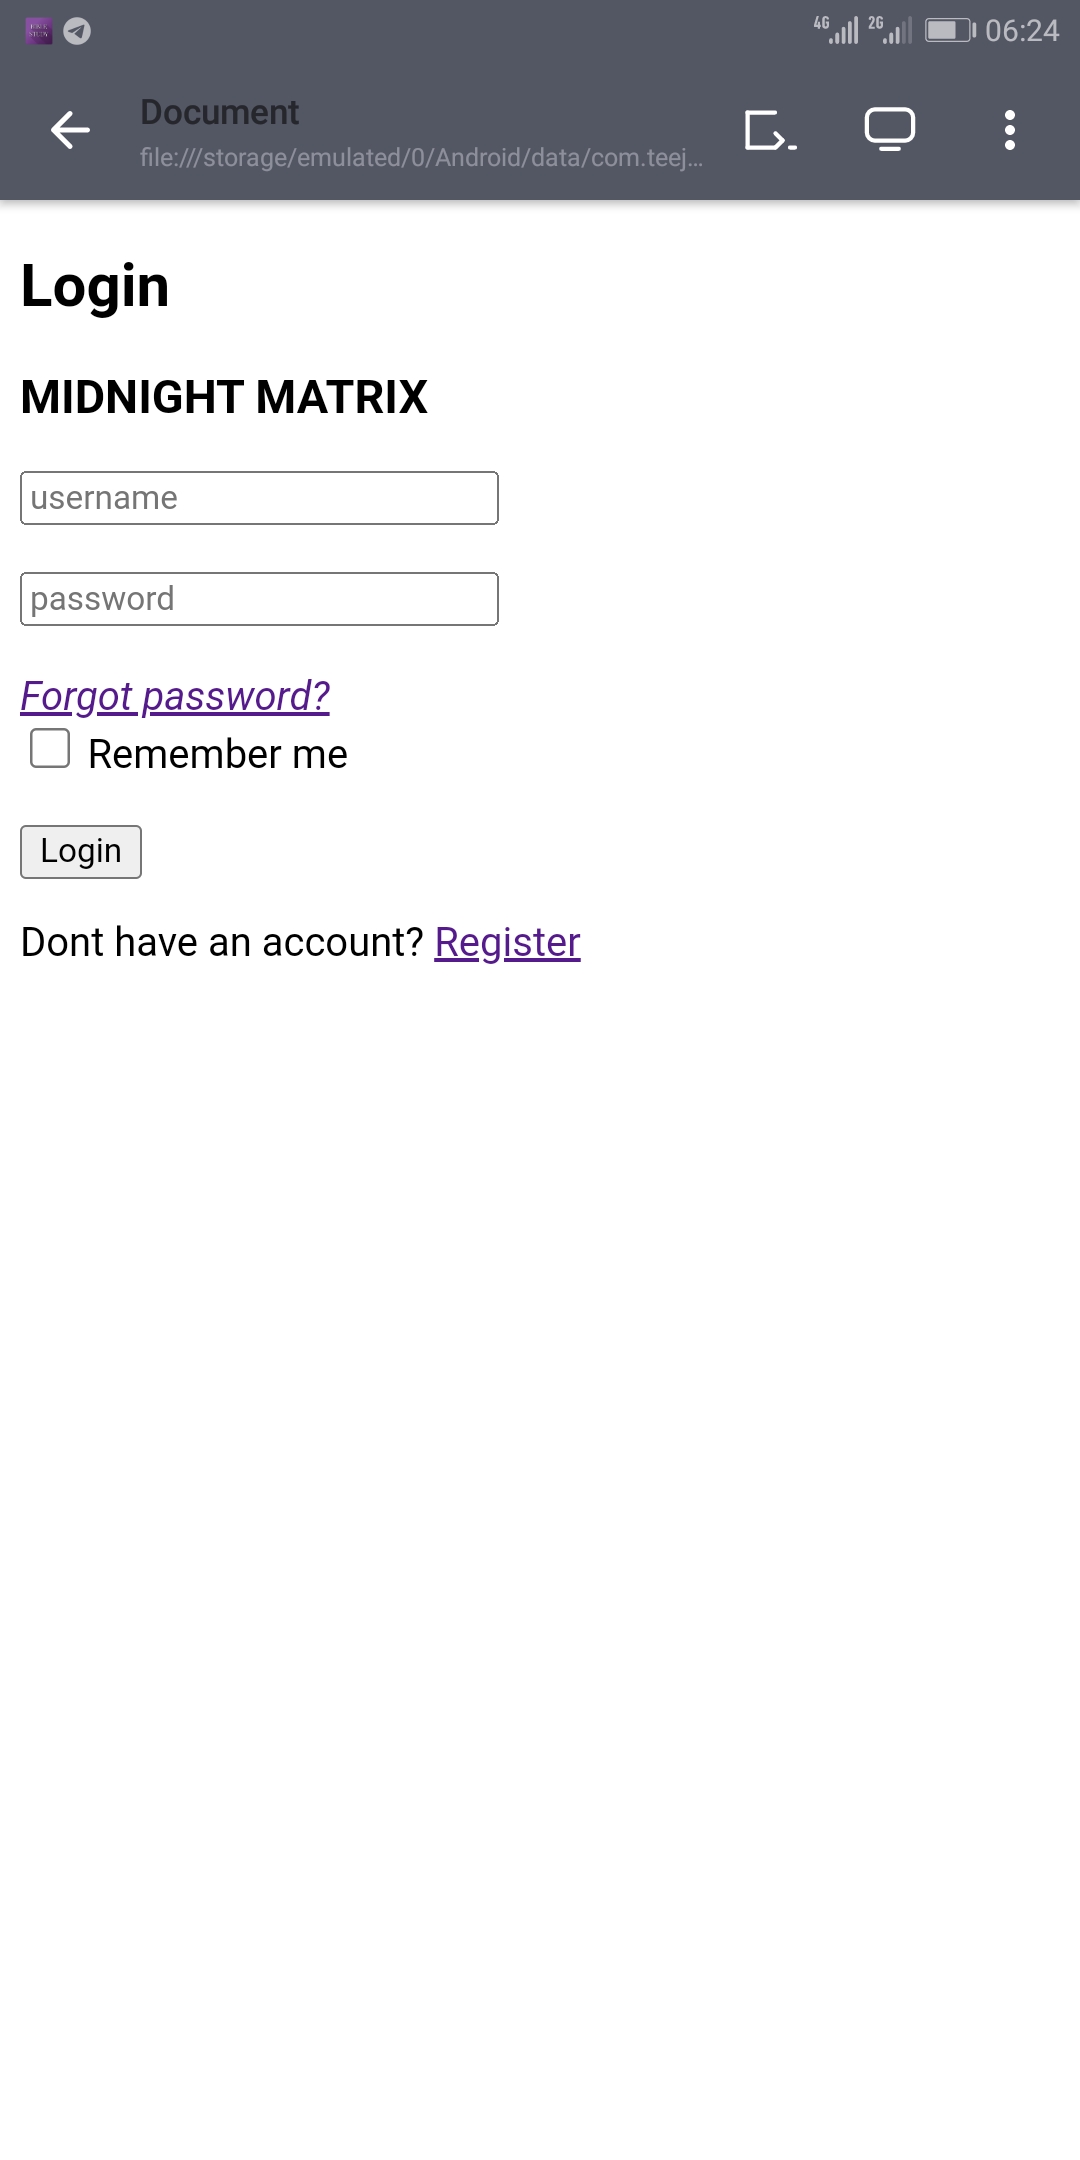 4G 2G 06:24
Document
file:///storage/emulated/0/Android/data/com.teej...
Login
MIDNIGHT MATRIX
username
password
Forgot password?
Remember me
Login
Dont have an account? Register